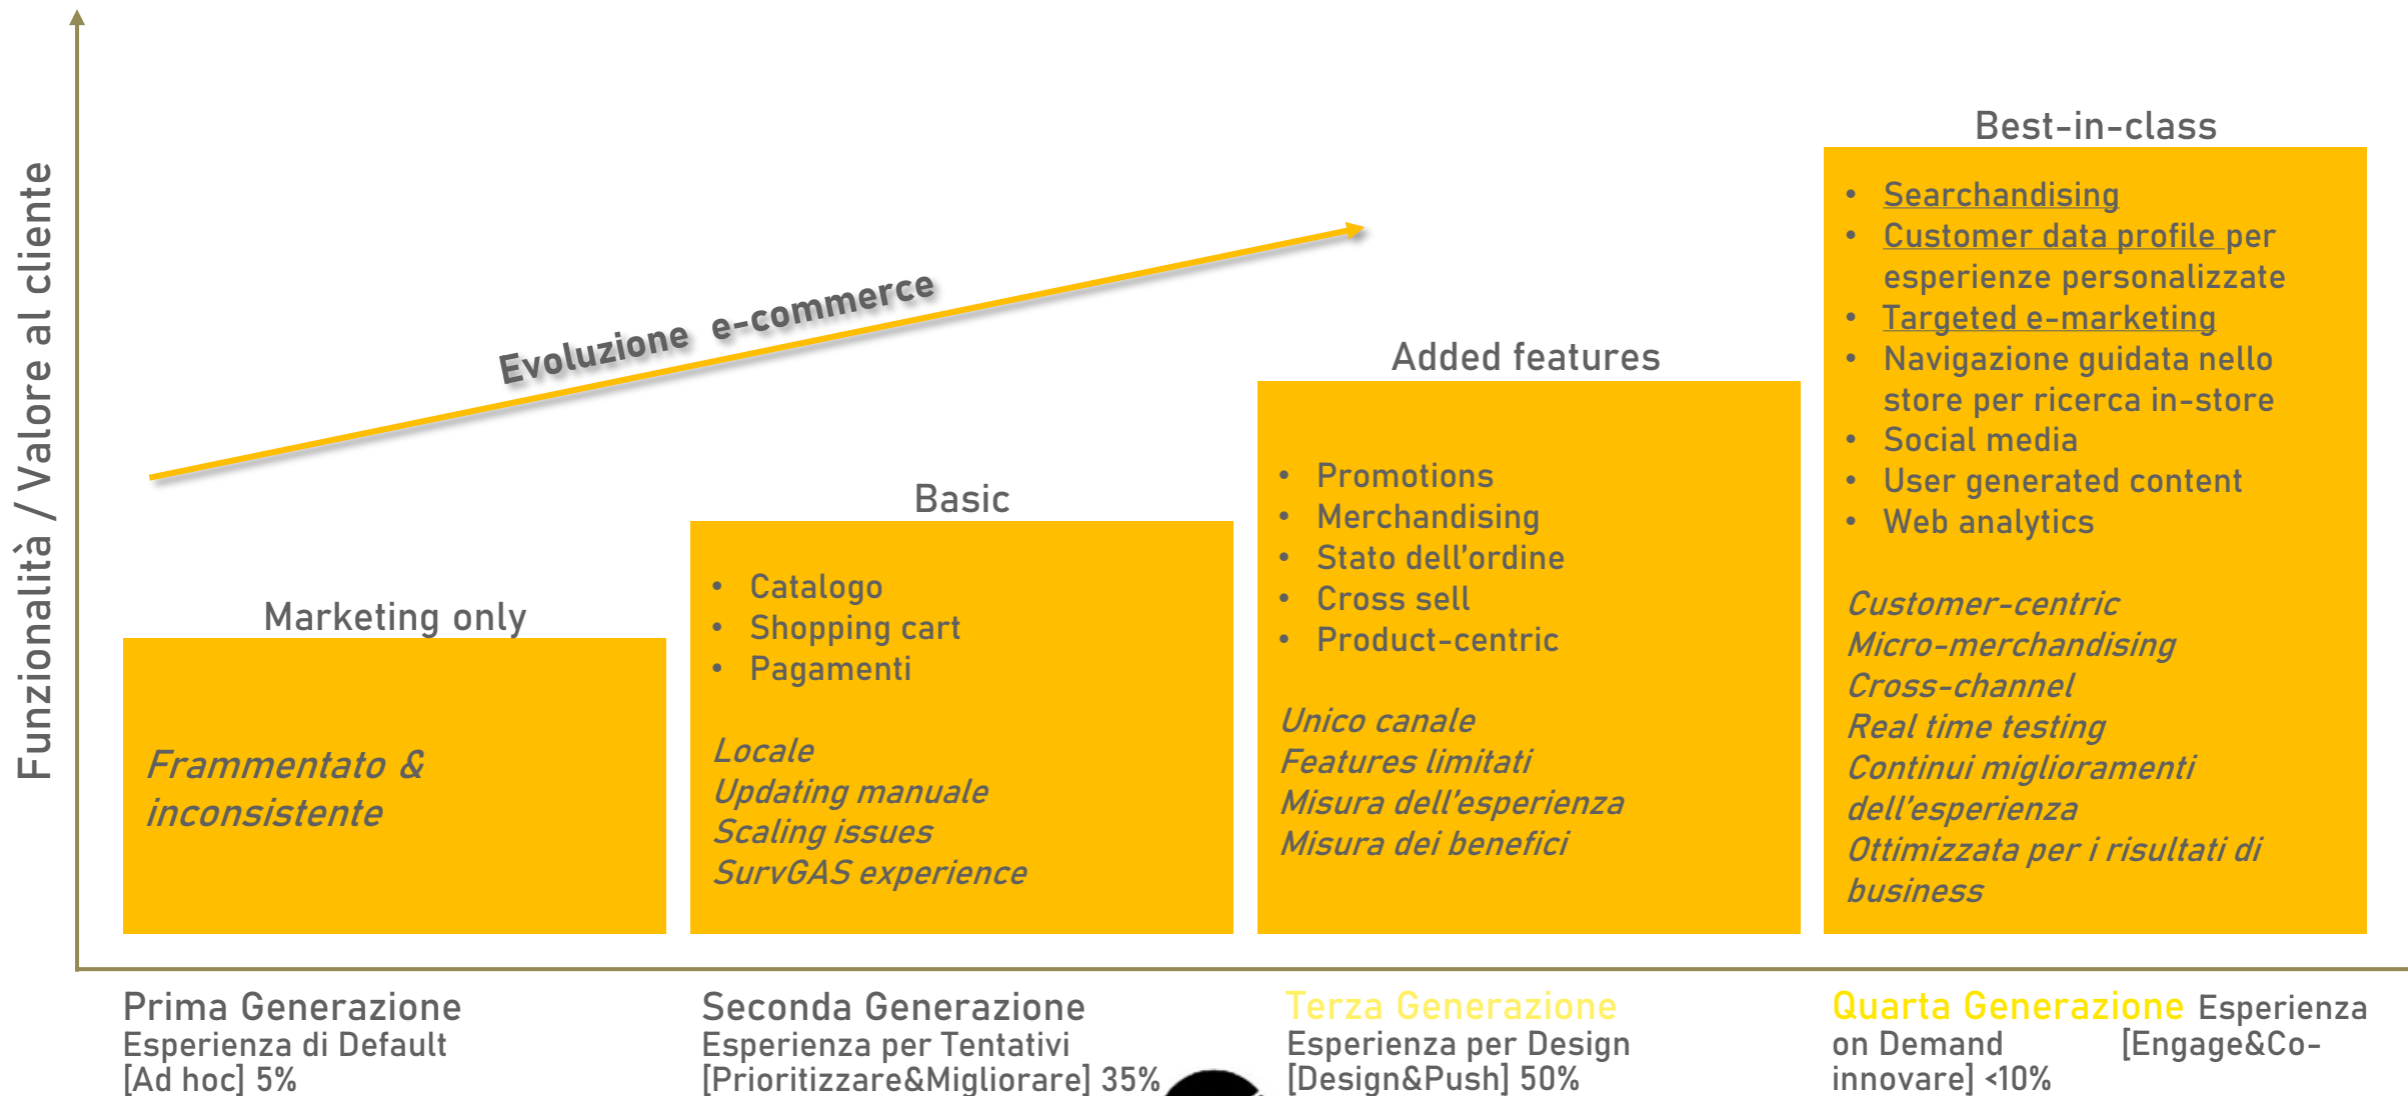 Funzionalità / Valore al cliente
Evoluzione e-commerce
Marketing only
Frammentato &
inconsistente
Basic
• Catalogo
• Shopping cart
• Pagamenti
Locale
Updating manuale
Scaling issues
SurvGAS experience
Added features
• Promotions
• Merchandising
• Stato dell'ordine
• Cross sell
• Product-centric
Unico canale
Features limitati
Misura dell'esperienza
Misura dei benefici
Best-in-class
• Searchandising
• Customer data profile per
esperienze personalizzate
• Targeted e-marketing
• Navigazione guidata nello
store per ricerca in-store
• Social media
• User generated content
• Web analytics
Customer-centric
Micro-merchandising
Cross-channel
Real time testing
Continui miglioramenti
dell'esperienza
Ottimizzata per i risultati di
business
Prima Generazione
Esperienza di Default
[Ad hoc] 5%
Seconda Generazione
Esperienza per Tentativi
[Prioritizzare&Migliorare] 35%
Terza Generazione
Esperienza per Design
[Design&Push] 50%
Quarta Generazione Esperienza
on Demand [Engage&Co-
innovare] <10%